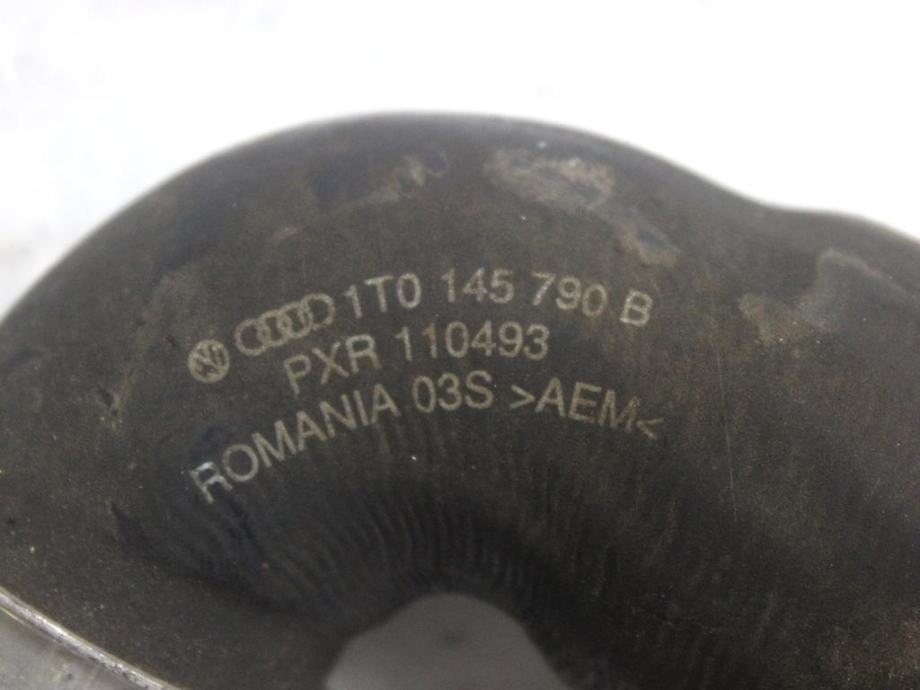 1T0 145 790 B
PXR 110493
ROMANIA 03S >AEM<